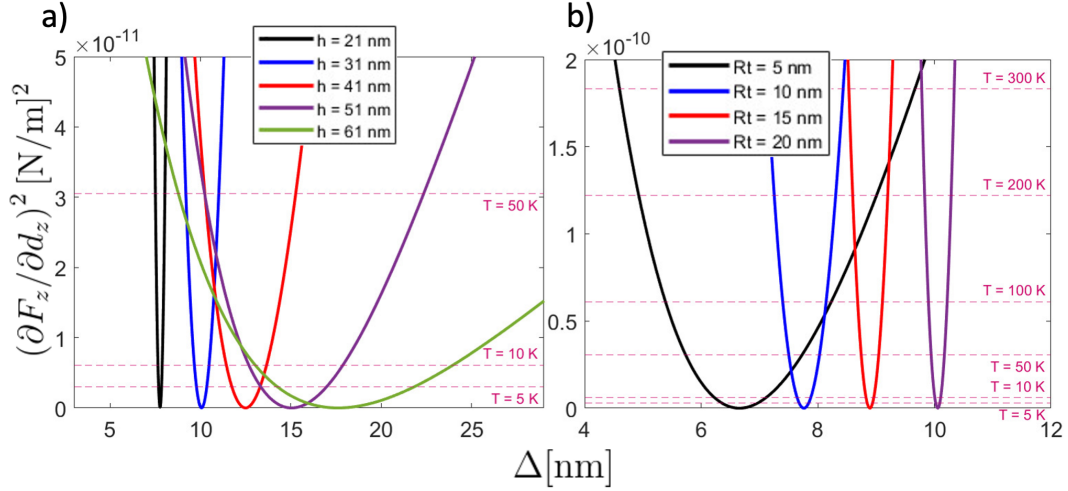 a)
×10⁻¹¹
(∂F_z/∂d_z)² [N/m]²
5
4
3
2
1
0
5
10
15
20
25
h = 21 nm
h = 31 nm
h = 41 nm
h = 51 nm
h = 61 nm
T = 50 K
T = 10 K
T = 5 K
b)
×10⁻¹⁰
2
1.5
1
0.5
0
4
6
8
10
12
Rt = 5 nm
Rt = 10 nm
Rt = 15 nm
Rt = 20 nm
T = 300 K
T = 200 K
T = 100 K
T = 50 K
T = 10 K
T = 5 K
Δ[nm]